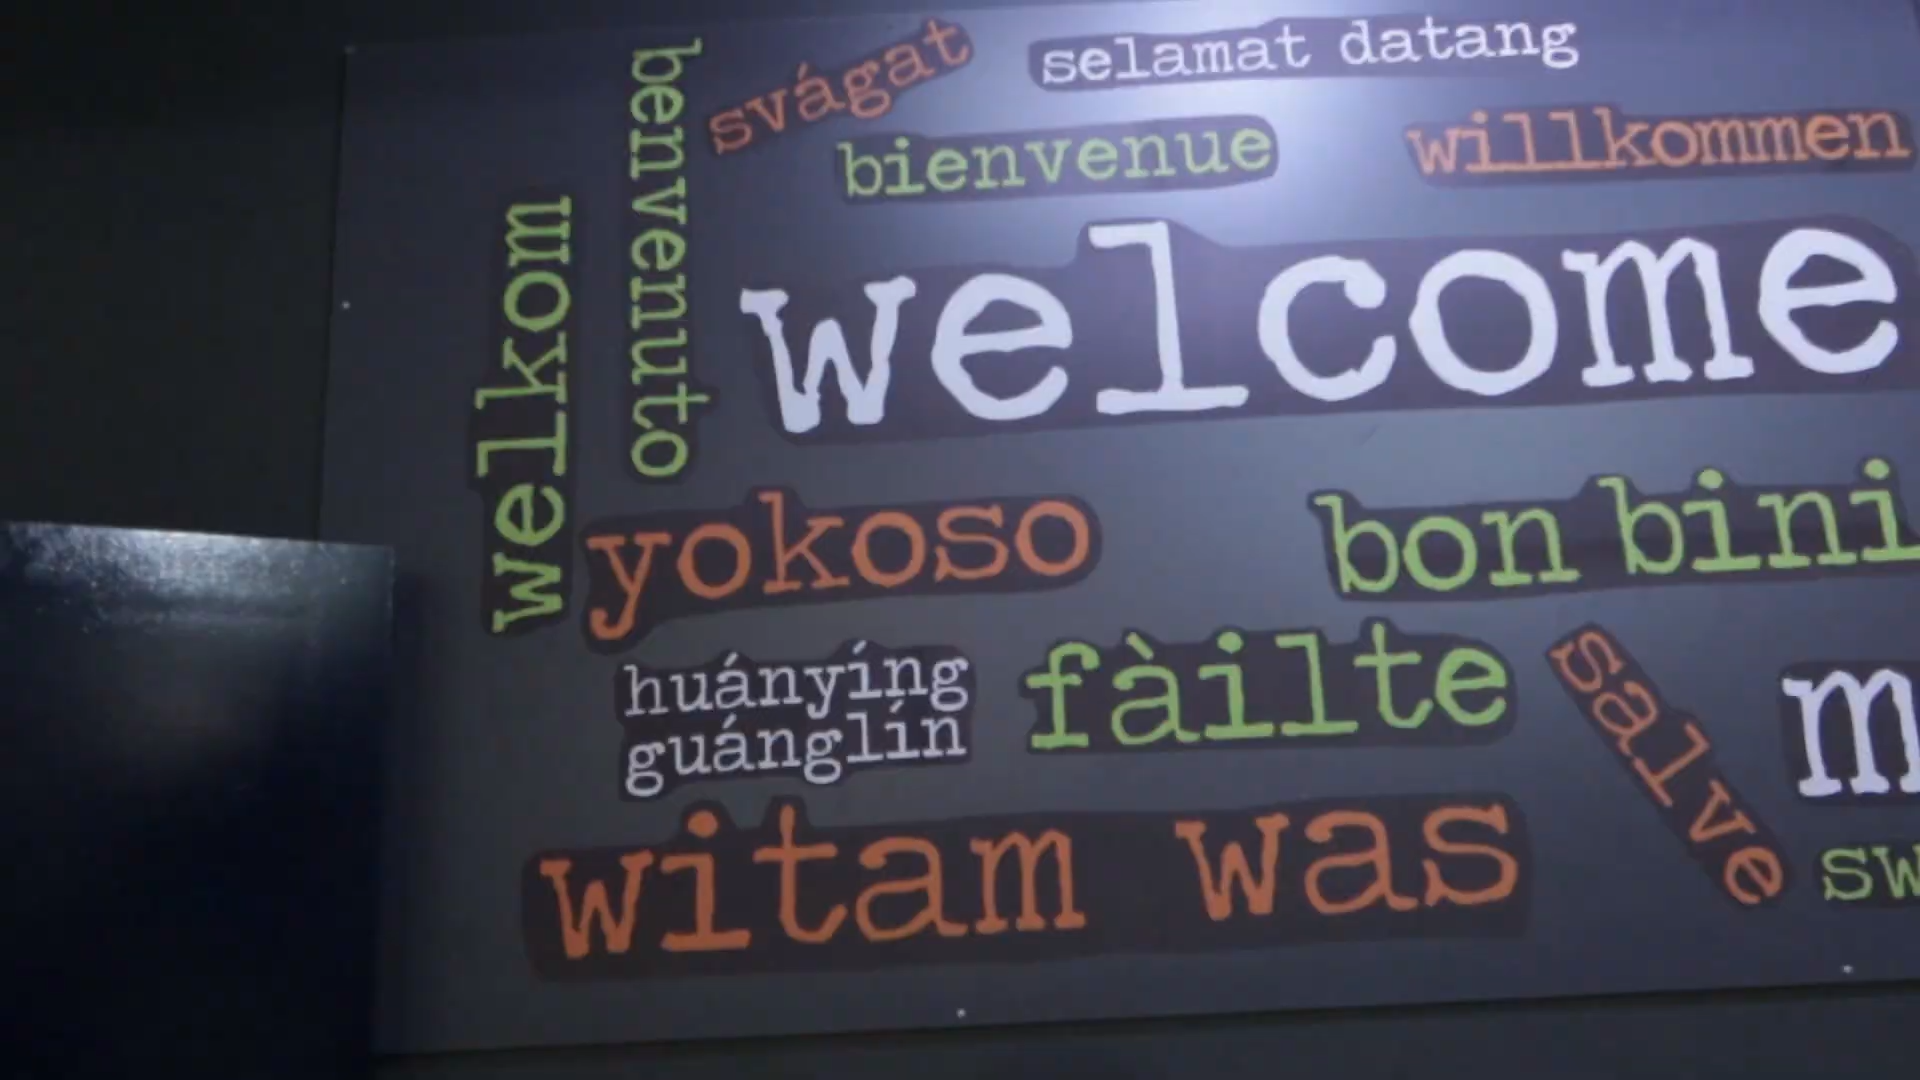 svágat
selamat datang
benvenuto
bienvenue
willkommen
welkom
welcome
yokoso
bon bini
huányíng
guánglín
fàilte
salve
witam was